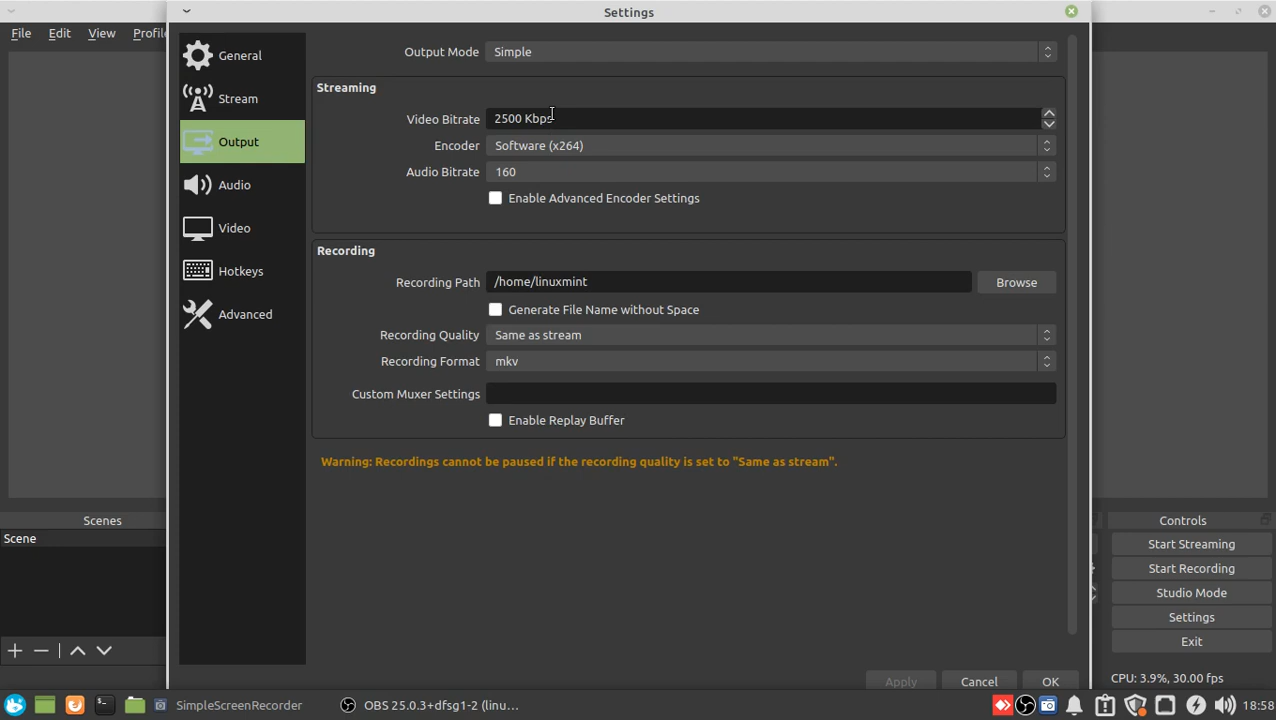 Settings
File Edit View Profile
General
Stream
Output
Audio
Video
Hotkeys
Advanced
Output Mode Simple
Streaming
Video Bitrate 2500 Kbps
Encoder Software (x264)
Audio Bitrate 160
Enable Advanced Encoder Settings
Recording
Recording Path /home/linuxmint Browse
Generate File Name without Space
Recording Quality Same as stream
Recording Format mkv
Custom Muxer Settings
Enable Replay Buffer
Warning: Recordings cannot be paused if the recording quality is set to "Same as stream".
Apply Cancel OK
Scenes
Scene
Controls
Start Streaming
Start Recording
Studio Mode
Settings
Exit
CPU: 3.9%, 30.00 fps
SimpleScreenRecorder OBS 25.0.3+dfsg1-2 (linu... 18:58